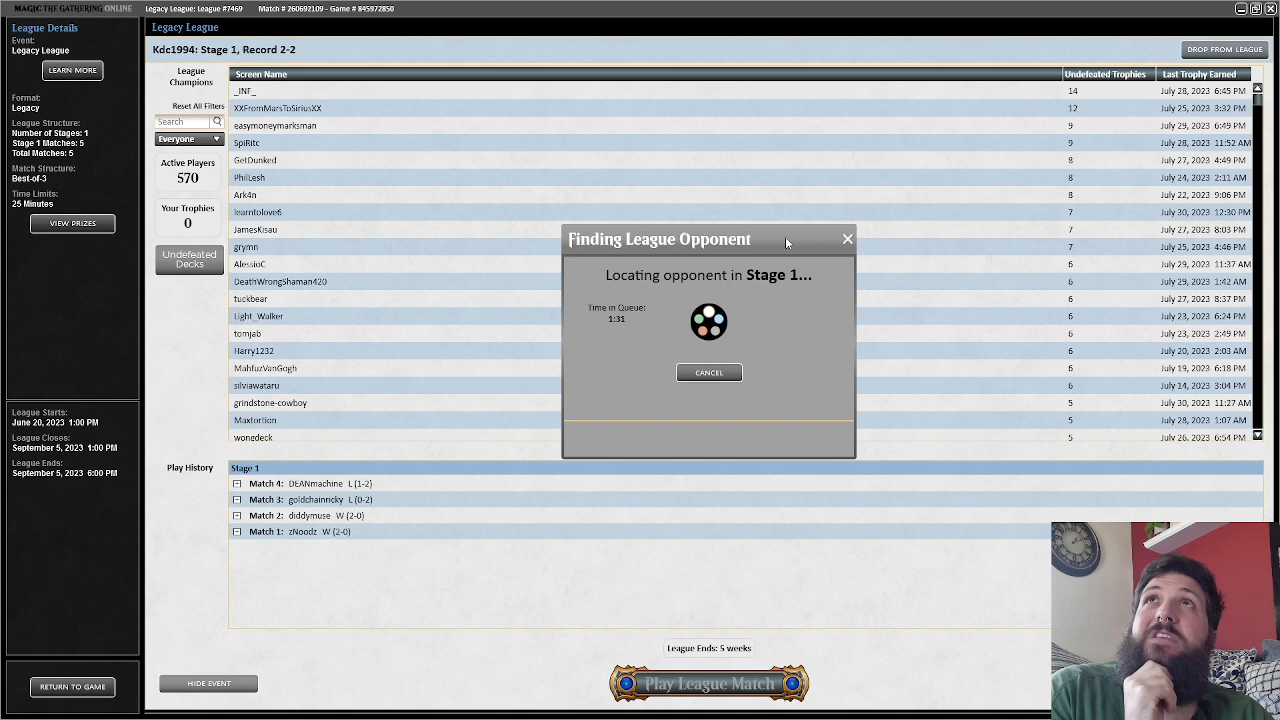 MAGIC THE GATHERING ONLINE
Legacy League: League #7469
Match # 260692109 - Game # 845972850
League Details
Event:
Legacy League
LEARN MORE
Format:
Legacy
League Structure:
Number of Stages: 1
Stage 1 Matches: 5
Total Matches: 5
Match Structure:
Best-of-3
Time Limits:
25 Minutes
VIEW PRIZES
League Starts:
June 20, 2023 1:00 PM
League Closes:
September 5, 2023 1:00 PM
League Ends:
September 5, 2023 6:00 PM
RETURN TO GAME
Legacy League
Kdc1994: Stage 1, Record 2-2
DROP FROM LEAGUE
League
Champions
Reset All Filters
Search
Everyone
Active Players
570
Your Trophies
0
Undefeated
Decks
Screen Name Undefeated Trophies Last Trophy Earned
_INF_ 14 July 28, 2023 6:45 PM
XXFromMarsToSiriusXX 12 July 25, 2023 3:32 PM
easymoneymarksman 9 July 29, 2023 6:49 PM
SpiRitc 9 July 28, 2023 11:52 AM
GetDunked 8 July 27, 2023 4:49 PM
PhilLesh 8 July 24, 2023 2:11 AM
Ark4n 8 July 22, 2023 9:06 PM
learntolove6 7 July 30, 2023 12:30 PM
JamesKisau 7 July 27, 2023 8:03 PM
grymn 7 July 25, 2023 4:46 PM
AlessioC 6 July 29, 2023 11:37 AM
DeathWrongShaman420 6 July 29, 2023 1:42 AM
tuckbear 6 July 27, 2023 8:37 PM
Light_Walker 6 July 23, 2023 6:24 PM
tomjab 6 July 23, 2023 2:49 PM
Harry1232 6 July 20, 2023 2:03 AM
MahfuzVanGogh 6 July 19, 2023 6:18 PM
silviawataru 6 July 14, 2023 3:04 PM
grindstone-cowboy 5 July 30, 2023 11:27 AM
Maxtortion 5 July 28, 2023 1:07 AM
wonedeck 5 July 26, 2023 6:54 PM
Finding League Opponent
Locating opponent in Stage 1...
Time in Queue:
1:31
CANCEL
Play History
Stage 1
Match 4: DEANmachine L (1-2)
Match 3: goldchainricky L (0-2)
Match 2: diddymuse W (2-0)
Match 1: zNoodz W (2-0)
League Ends: 5 weeks
HIDE EVENT
Play League Match